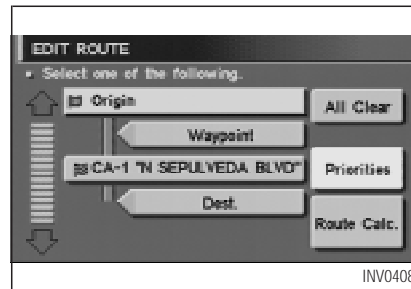 EDIT ROUTE
Select one of the following.
Origin
All Clear
Waypoint
CA-1 "N SEPULVEDA BLVD"
Priorities
Dest.
Route Calc.
INV0408